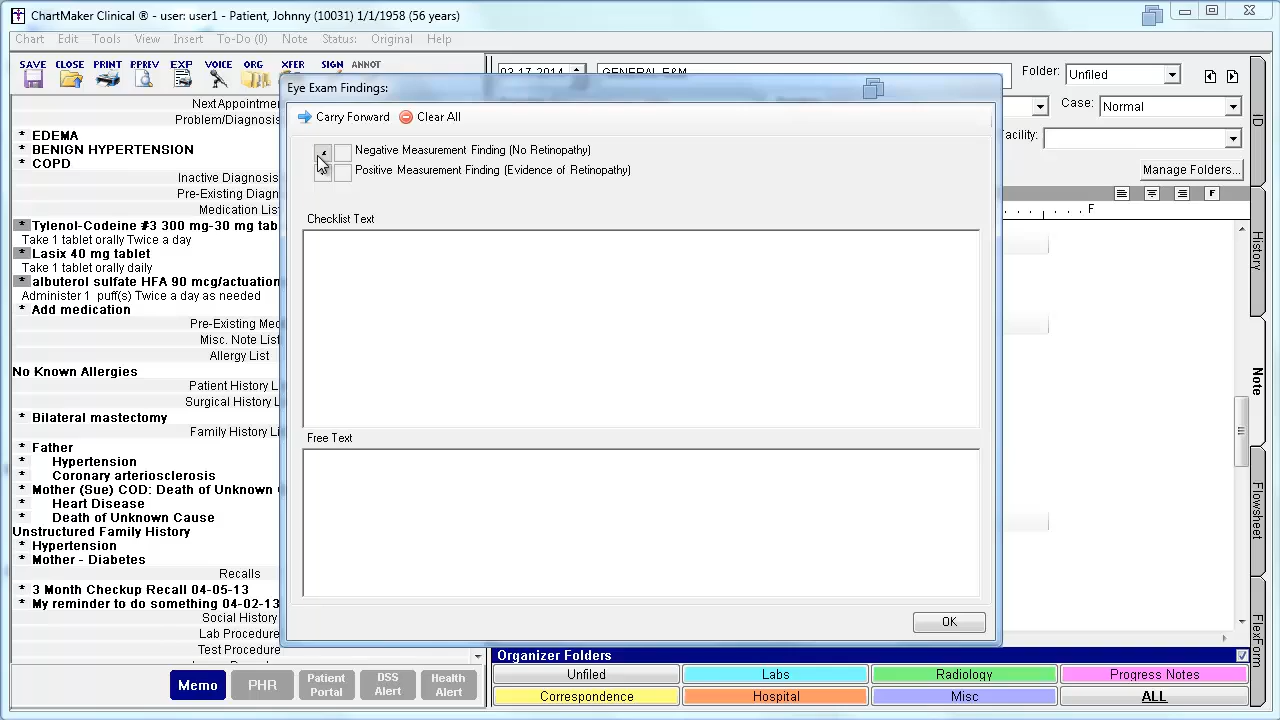 ChartMaker Clinical ® - user: user1 - Patient, Johnny (10031) 1/1/1958 (56 years)
Chart Edit Tools View Insert To-Do (0) Note Status: Original Help
SAVE CLOSE PRINT PPREV EXP VOICE ORG XFER SIGN ANNOT
03-17-2014 GENERAL E&M Folder: Unfiled
Case: Normal
Facility:
Manage Folders...
F
F
Eye Exam Findings:
Carry Forward Clear All
Negative Measurement Finding (No Retinopathy)
Positive Measurement Finding (Evidence of Retinopathy)
Checklist Text
Free Text
OK
NextAppointmen
Problem/Diagnosis
* EDEMA
* BENIGN HYPERTENSION
* COPD
Inactive Diagnosis
Pre-Existing Diagn
Medication List
* Tylenol-Codeine #3 300 mg-30 mg tab
Take 1 tablet orally Twice a day
* Lasix 40 mg tablet
Take 1 tablet orally daily
* albuterol sulfate HFA 90 mcg/actuation
Administer 1 puff(s) Twice a day as needed
* Add medication
Pre-Existing Med
Misc. Note List
Allergy List
No Known Allergies
Patient History L
Surgical History L
* Bilateral mastectomy
Family History Li
* Father
* Hypertension
* Coronary arteriosclerosis
* Mother (Sue) COD: Death of Unknown
* Heart Disease
* Death of Unknown Cause
Unstructured Family History
* Hypertension
* Mother - Diabetes
Recalls
* 3 Month Checkup Recall 04-05-13
* My reminder to do something 04-02-13
Social History
Lab Procedure
Test Procedure
Memo PHR Patient Portal DSS Alert Health Alert
ID
History
Note
Flowsheet
FlexForm
Organizer Folders
Unfiled Labs Radiology Progress Notes
Correspondence Hospital Misc ALL